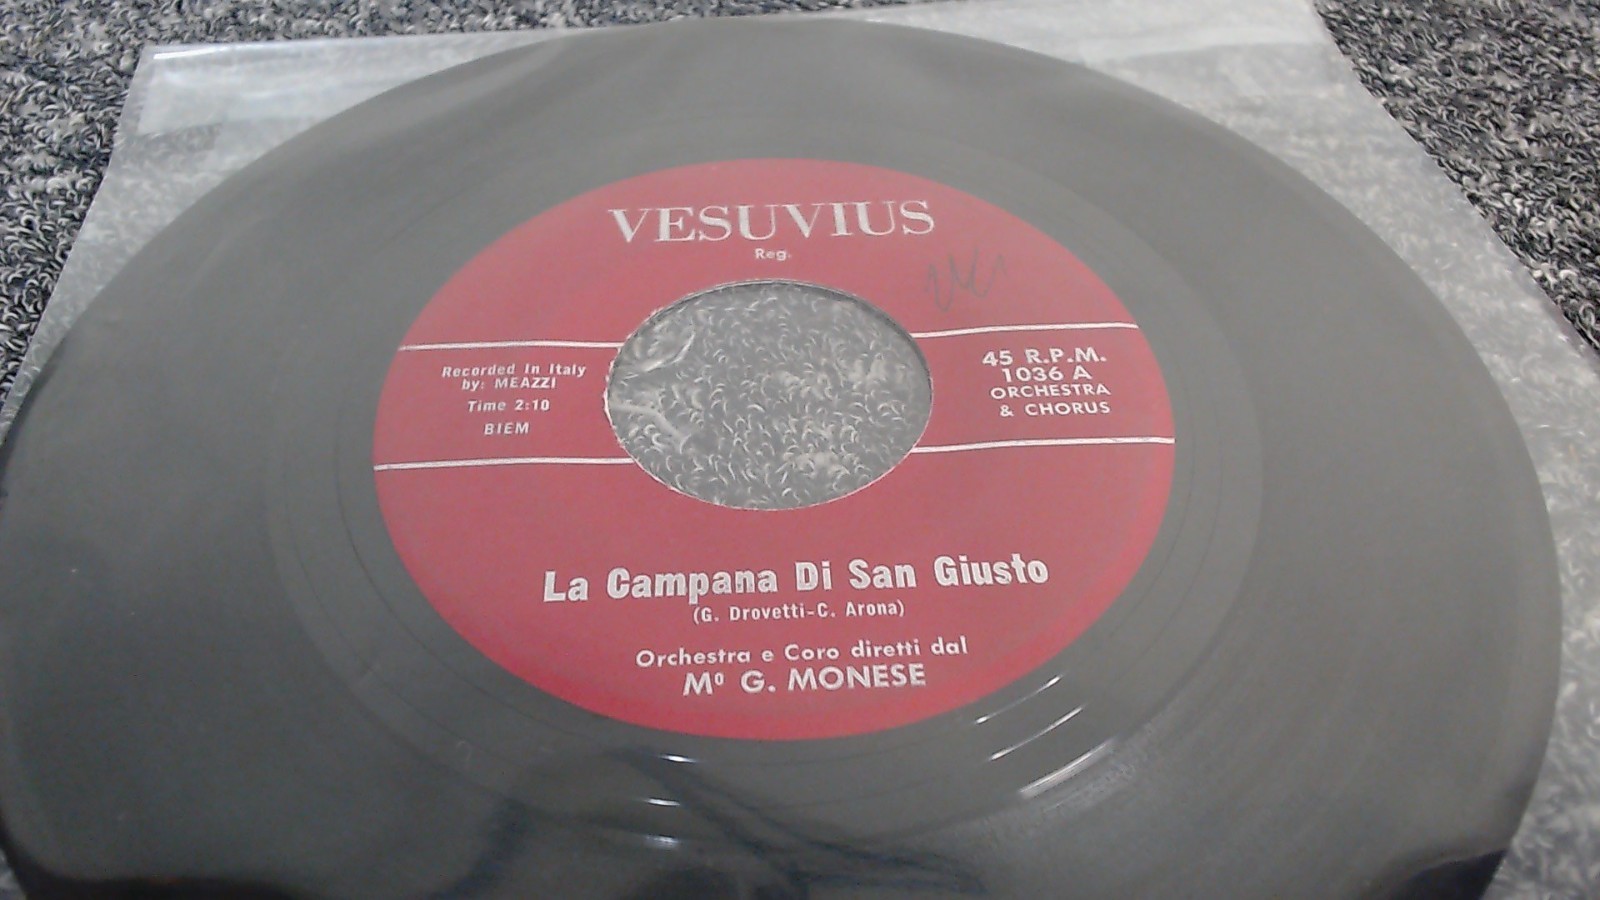 VESUVIUS
Reg.
Recorded in Italy
by: MEAZZI
Time 2:10
BIEM
45 R.P.M.
1036 A
ORCHESTRA
& CHORUS
La Campana Di San Giusto
(G. Drovetti-C. Arona)
Orchestra e Coro diretti dal
Mº G. MONESE